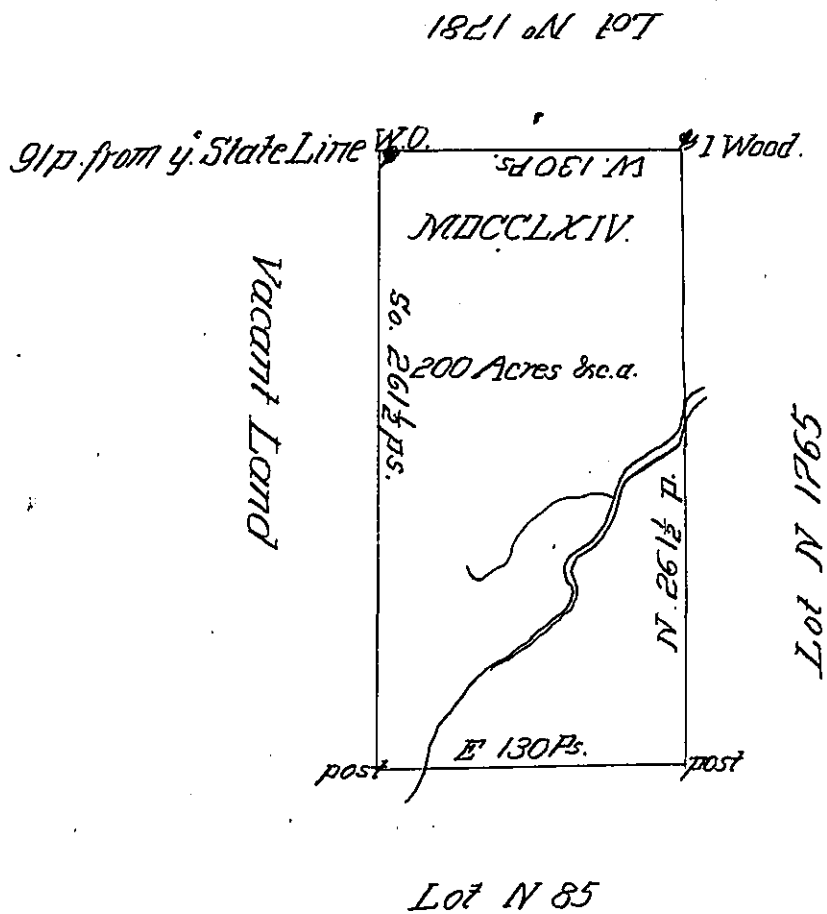 Lot No 1781
91p. from ye. State Line
W.O.
1 Wood.
W. 130 Ps.
MDCCLXIV.
Vacant Land
So. 261½ ps.
200 Acres &c.a.
Lot N 1765
N 261½ p.
E 130 Ps.
post
post
Lot N 85